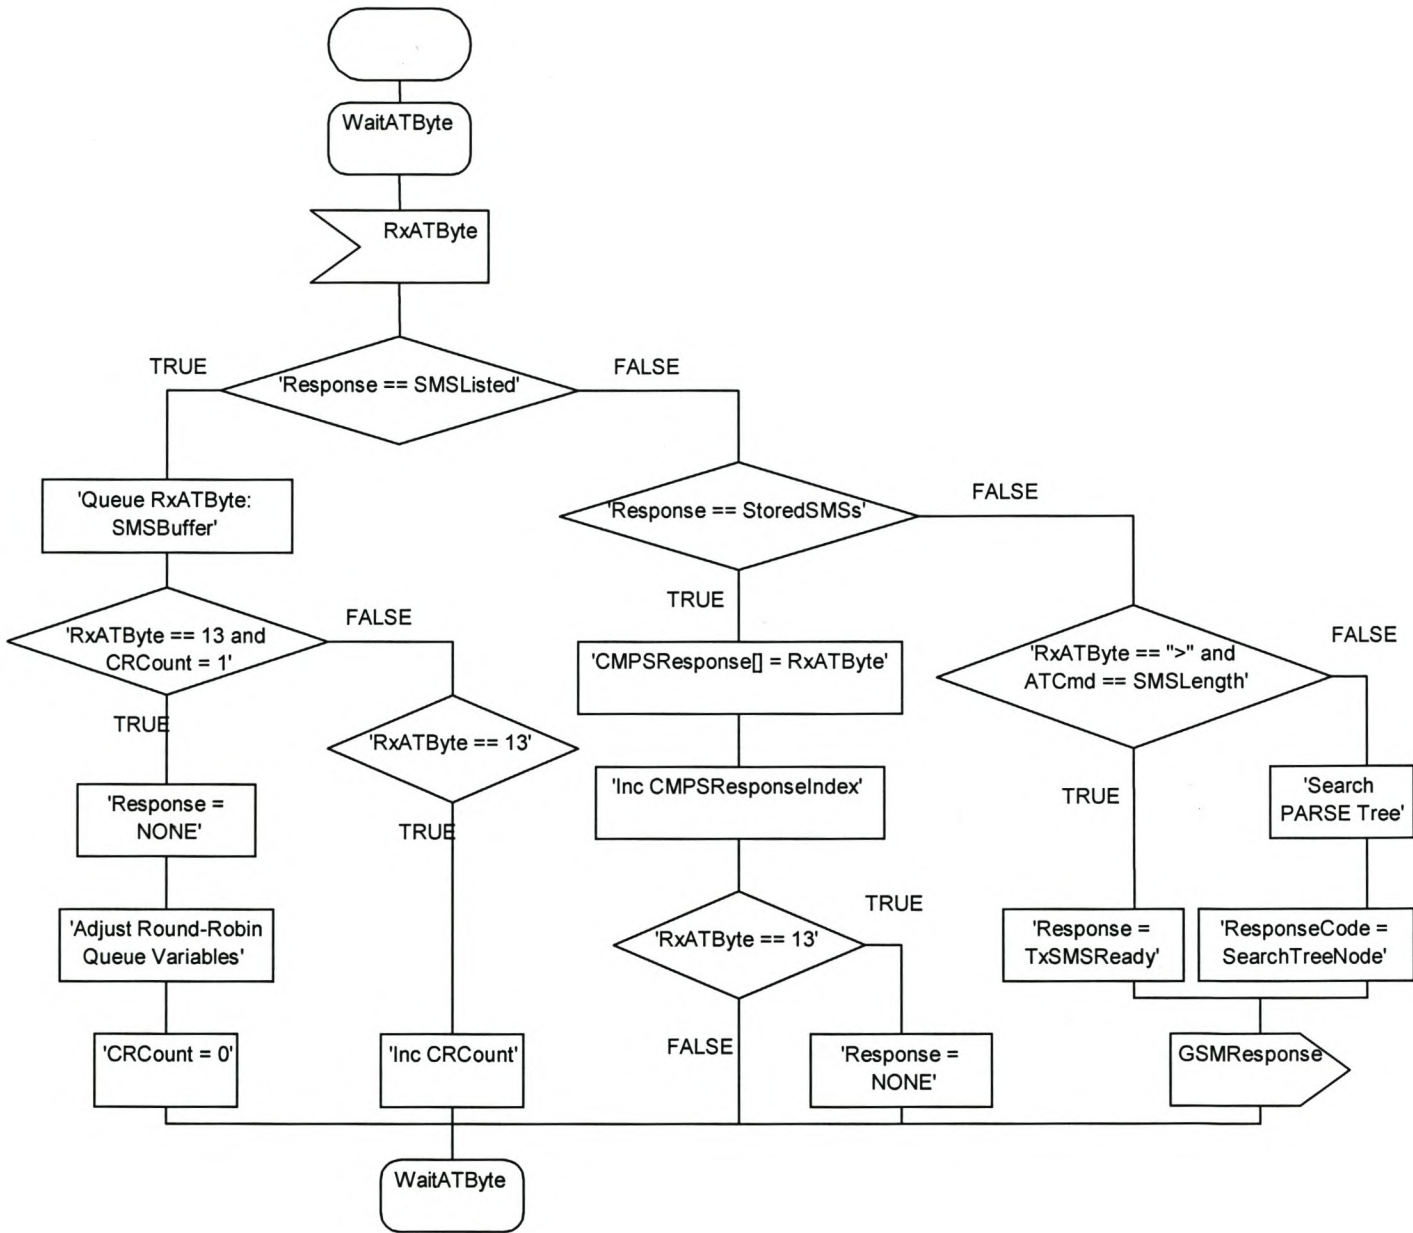 WaitATByte
RxATByte
TRUE
'Response == SMSListed'
FALSE
'Queue RxATByte:
SMSBuffer'
'Response == StoredSMSs'
FALSE
'RxATByte == 13 and
CRCount = 1'
FALSE
TRUE
TRUE
'CMPSResponse[] = RxATByte'
'RxATByte == ">" and
ATCmd == SMSLength'
FALSE
'RxATByte == 13'
TRUE
'Response =
NONE'
'Inc CMPSResponseIndex'
TRUE
'Search
PARSE Tree'
'Adjust Round-Robin
Queue Variables'
'RxATByte == 13'
TRUE
'Response =
TxSMSReady'
'ResponseCode =
SearchTreeNode'
'CRCount = 0'
'Inc CRCount'
FALSE
'Response =
NONE'
GSMResponse
WaitATByte